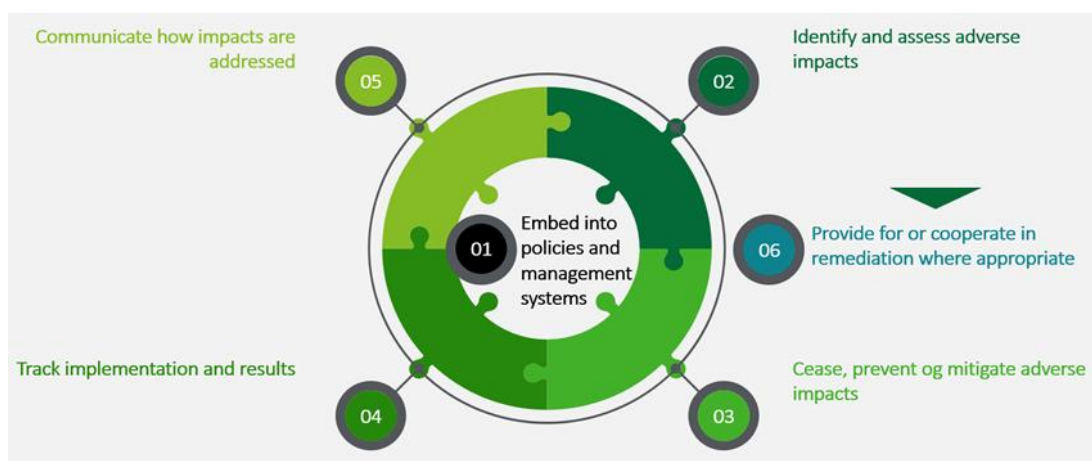 Communicate how impacts are
addressed
05
02
Identify and assess adverse
impacts
01
Embed into
policies and
management
systems
06
Provide for or cooperate in
remediation where appropriate
Track implementation and results
04
03
Cease, prevent og mitigate adverse
impacts